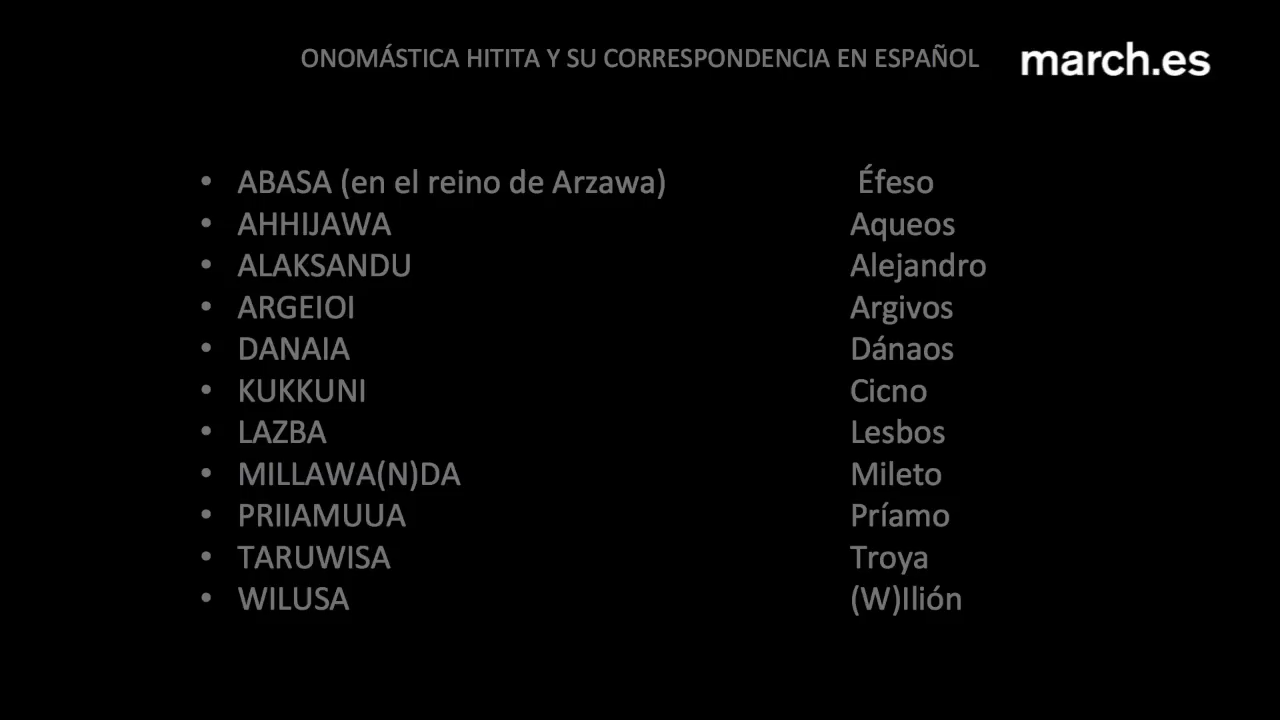 ONOMÁSTICA HITITA Y SU CORRESPONDENCIA EN ESPAÑOL
march.es
• ABASA (en el reino de Arzawa) Éfeso
• AHHIJAWA Aqueos
• ALAKSANDU Alejandro
• ARGEIOI Argivos
• DANAIA Dánaos
• KUKKUNI Cicno
• LAZBA Lesbos
• MILLAWA(N)DA Mileto
• PRIIAMUUA Príamo
• TARUWISA Troya
• WILUSA (W)Ilión